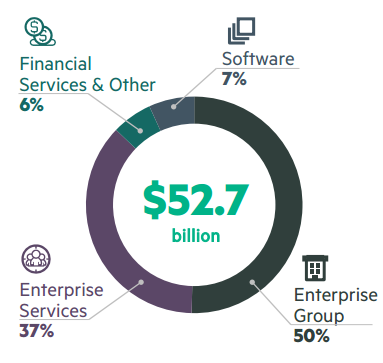 Financial
Services & Other
6%
Software
7%
$52.7
billion
Enterprise
Services
37%
Enterprise
Group
50%